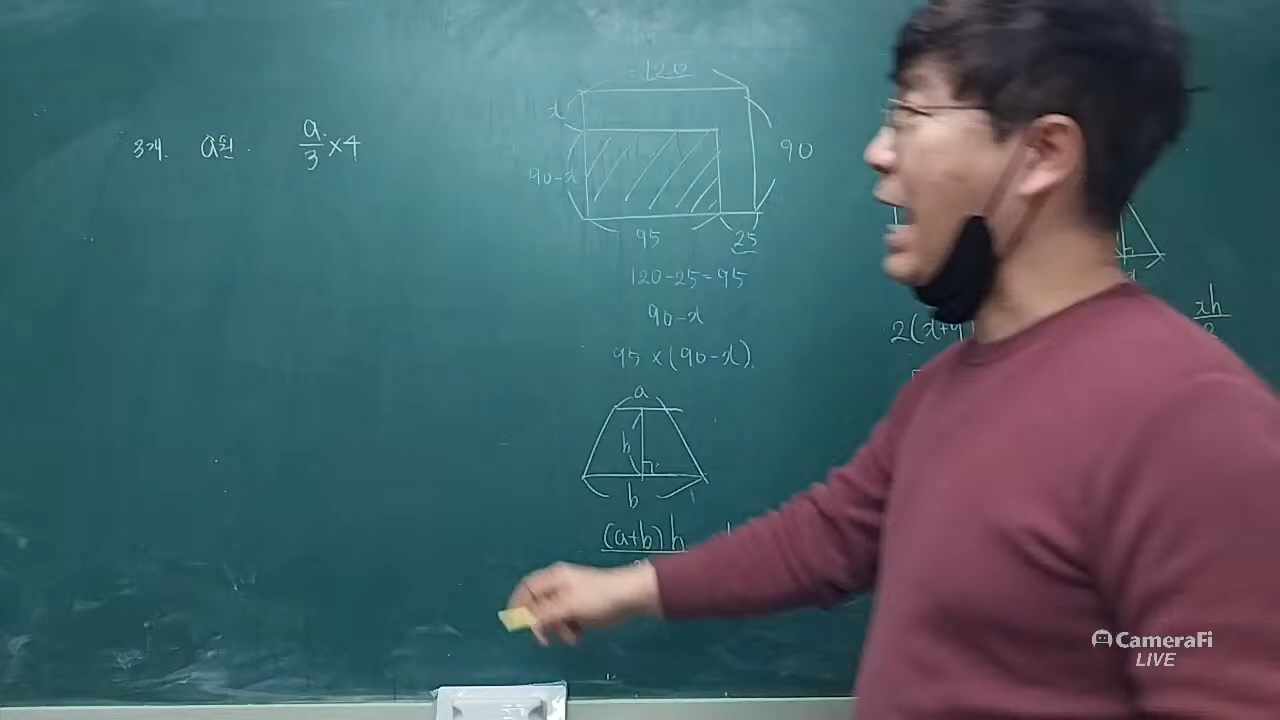 3개. a원. a/3 ×4
120
x
90
90-x
95
25
120-25=95
90-x
95×(90-x)
a
h
b
(a+b)h
2(x+y)
xh
CameraFi
LIVE